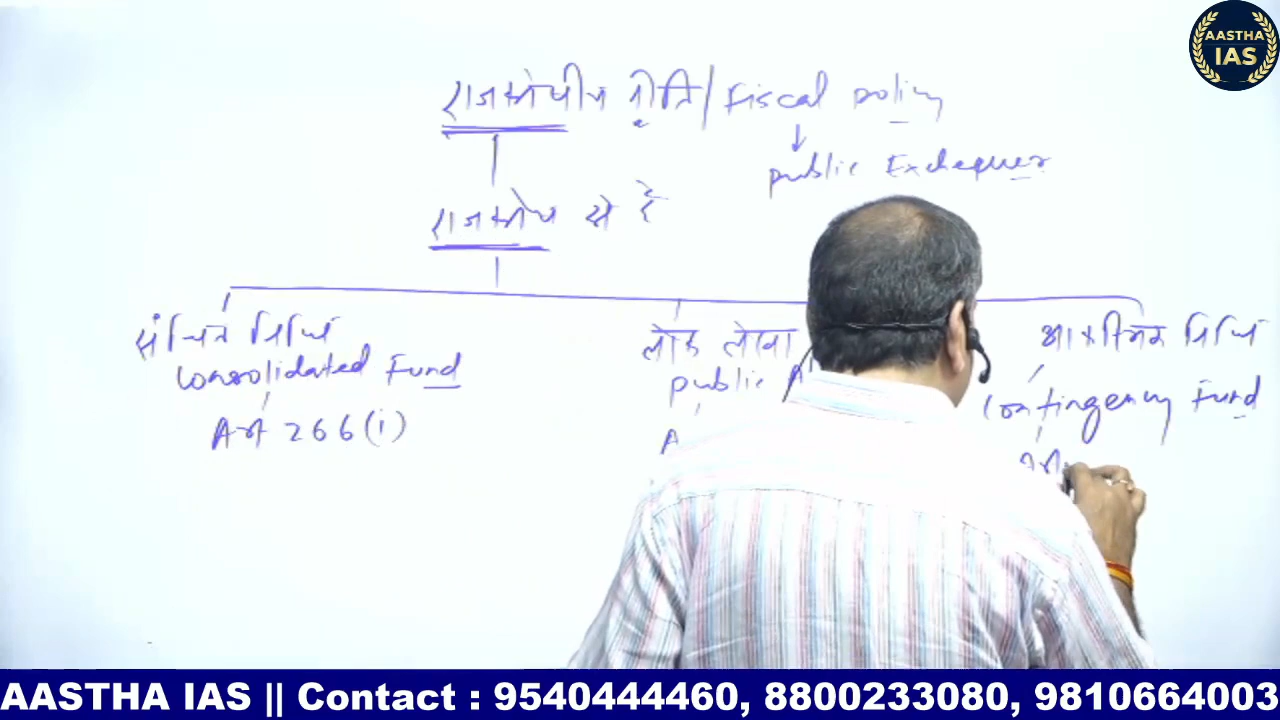 AASTHA
IAS
राजकोषीय नीति / Fiscal policy
public Exchequer
राजकोष से है
संचित निधि
Consolidated Fund
Art 266(i)
लोक लेखा
public A
A
आकस्मिक निधि
Contingency Fund
AASTHA IAS || Contact : 9540444460, 8800233080, 9810664003